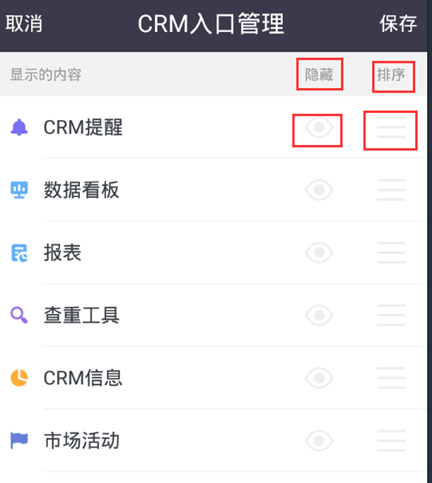 取消 CRM入口管理 保存
显示的内容 隐藏 排序
CRM提醒
数据看板
报表
查重工具
CRM信息
市场活动